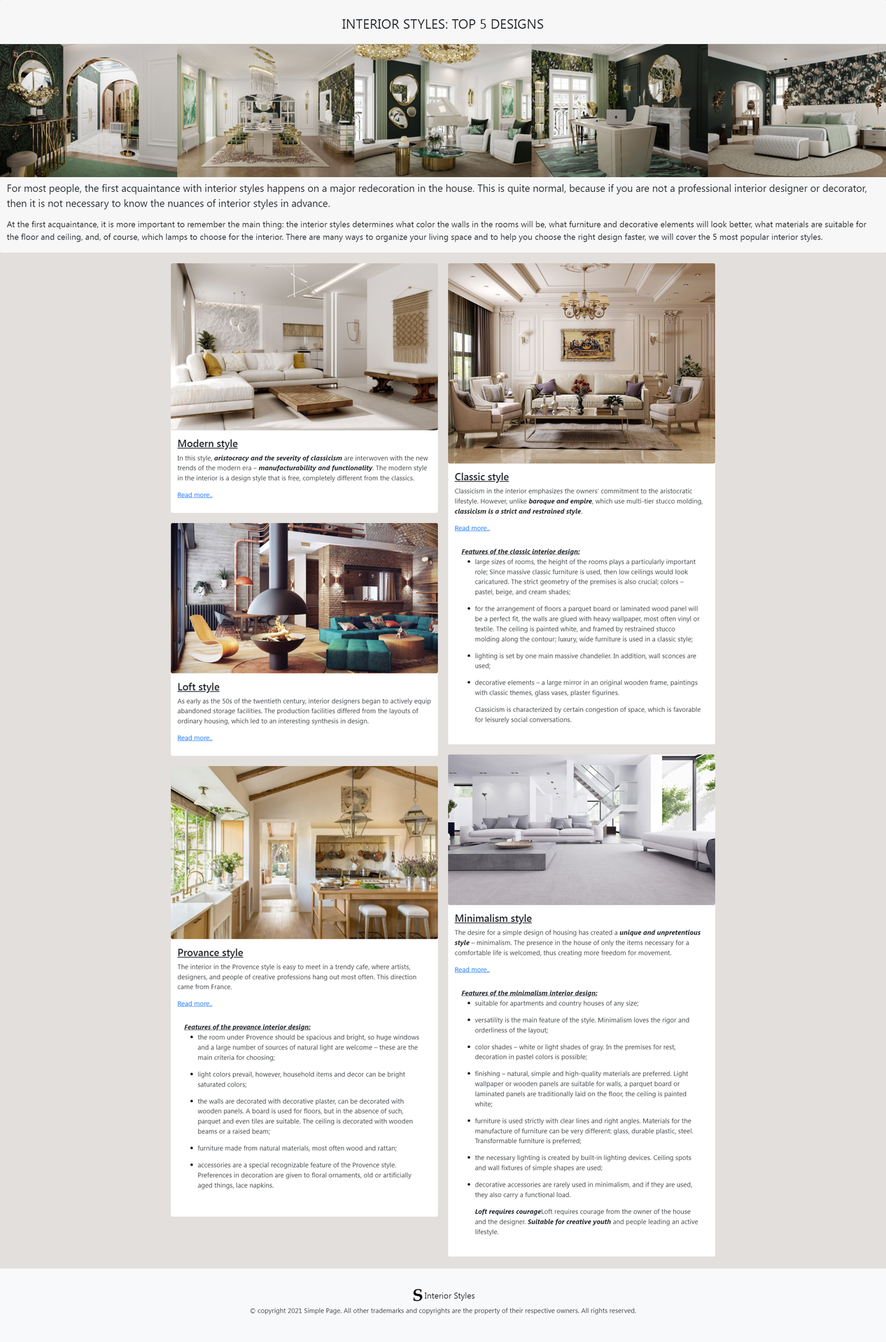 INTERIOR STYLES: TOP 5 DESIGNS
For most people, the first acquaintance with interior styles happens on a major redecoration in the house. This is quite normal, because if you are not a professional interior designer or decorator,
then it is not necessary to know the nuances of interior styles in advance.
At the first acquaintance, it is more important to remember the main thing: the interior styles determines what color the walls in the rooms will be, what furniture and decorative elements will look better, what materials are suitable for
the floor and ceiling, and, of course, which lamps to choose for the interior. There are many ways to organize your living space and to help you choose the right design faster, we will cover the 5 most popular interior styles.
Modern style
In this style, aristocracy and the severity of classicism are interwoven with the new
trends of the modern era – manufacturability and functionality. The modern style
in the interior is a design style that is free, completely different from the classics.
Read more..
Loft style
As early as the 50s of the twentieth century, interior designers began to actively equip
abandoned storage facilities. The production facilities differed from the layouts of
ordinary housing, which led to an interesting synthesis in design.
Read more..
Provance style
The interior in the Provence style is easy to meet in a trendy cafe, where artists,
designers, and people of creative professions hang out most often. This direction
came from France.
Read more..
Features of the provance interior design:
• the room under Provence should be spacious and bright, so huge windows
and a large number of sources of natural light are welcome – these are the
main criteria for choosing;
• light colors prevail, however, household items and decor can be bright
saturated colors;
• the walls are decorated with decorative plaster, can be decorated with
wooden panels. A board is used for floors, but in the absence of such,
parquet and even tiles are suitable. The ceiling is decorated with wooden
beams or a raised beam;
• furniture made from natural materials, most often wood and rattan;
• accessories are a special recognizable feature of the Provence style.
Preferences in decoration are given to floral ornaments, old or artificially
aged things, lace napkins.
Classic style
Classicism in the interior emphasizes the owners' commitment to the aristocratic
lifestyle. However, unlike baroque and empire, which use multi-tier stucco molding,
classicism is a strict and restrained style.
Read more..
Features of the classic interior design:
• large sizes of rooms, the height of the rooms plays a particularly important
role; Since massive classic furniture is used, then low ceilings would look
caricatured. The strict geometry of the premises is also crucial; colors –
pastel, beige, and cream shades;
• for the arrangement of floors a parquet board or laminated wood panel will
be a perfect fit, the walls are glued with heavy wallpaper, most often vinyl or
textile. The ceiling is painted white, and framed by restrained stucco
molding along the contour; luxury, wide furniture is used in a classic style;
• lighting is set by one main massive chandelier. In addition, wall sconces are
used;
• decorative elements – a large mirror in an original wooden frame, paintings
with classic themes, glass vases, plaster figurines.
Classicism is characterized by certain congestion of space, which is favorable
for leisurely social conversations.
Minimalism style
The desire for a simple design of housing has created a unique and unpretentious
style – minimalism. The presence in the house of only the items necessary for a
comfortable life is welcomed, thus creating more freedom for movement.
Read more..
Features of the minimalism interior design:
• suitable for apartments and country houses of any size;
• versatility is the main feature of the style. Minimalism loves the rigor and
orderliness of the layout;
• color shades – white or light shades of gray. In the premises for rest,
decoration in pastel colors is possible;
• finishing – natural, simple and high-quality materials are preferred. Light
wallpaper or wooden panels are suitable for walls, a parquet board or
laminated panels are traditionally laid on the floor, the ceiling is painted
white;
• furniture is used strictly with clear lines and right angles. Materials for the
manufacture of furniture can be very different: glass, durable plastic, steel.
Transformable furniture is preferred;
• the necessary lighting is created by built-in lighting devices. Ceiling spots
and wall fixtures of simple shapes are used;
• decorative accessories are rarely used in minimalism, and if they are used,
they also carry a functional load.
Loft requires courageLoft requires courage from the owner of the house
and the designer. Suitable for creative youth and people leading an active
lifestyle.
S Interior Styles
© copyright 2021 Simple Page. All other trademarks and copyrights are the property of their respective owners. All rights reserved.